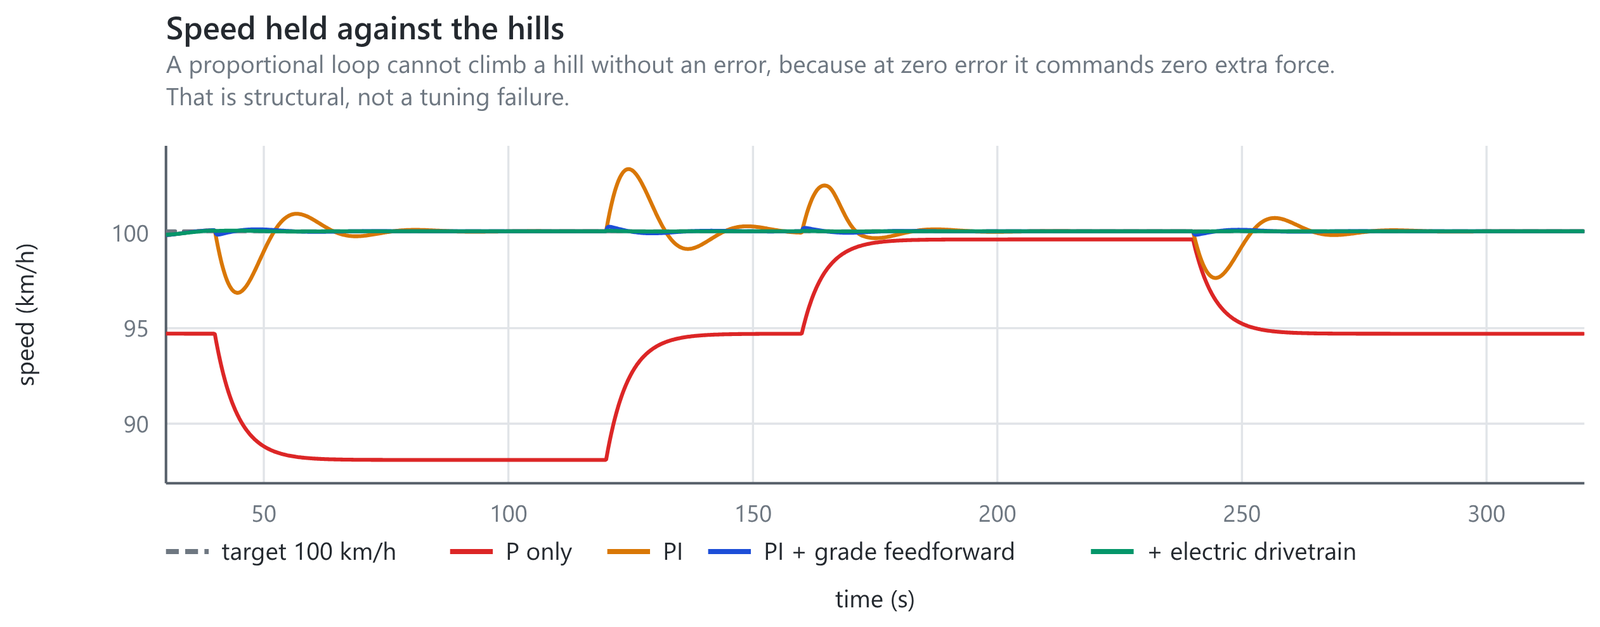 Speed held against the hills
A proportional loop cannot climb a hill without an error, because at zero error it commands zero extra force.
That is structural, not a tuning failure.
speed (km/h)
100
95
90
50 100 150 200 250 300
target 100 km/h P only PI PI + grade feedforward + electric drivetrain
time (s)